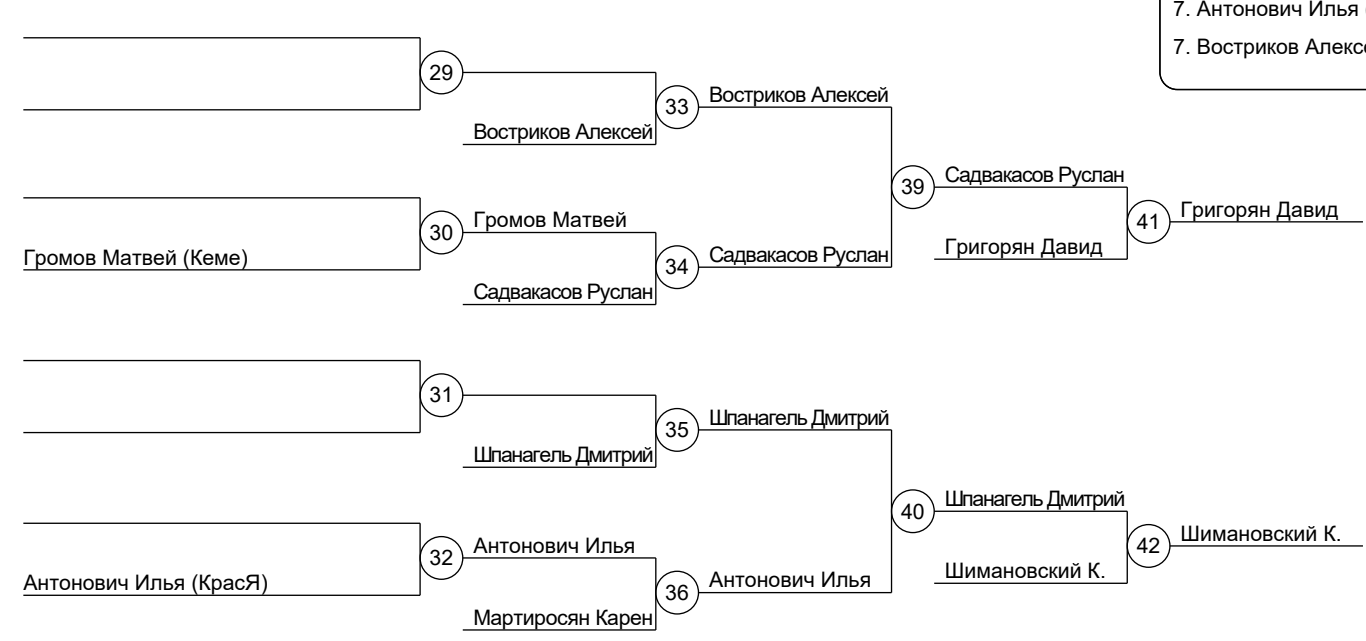 7. Антонович Илья
7. Востриков Алексе
29
Востриков Алексей
33
Востриков Алексей
Громов Матвей (Кеме)
30
Громов Матвей
Садвакасов Руслан
34
Садвакасов Руслан
39
Садвакасов Руслан
Григорян Давид
41
Григорян Давид
31
Шпанагель Дмитрий
35
Шпанагель Дмитрий
Антонович Илья (КрасЯ)
32
Антонович Илья
Мартиросян Карен
36
Антонович Илья
40
Шпанагель Дмитрий
Шимановский К.
42
Шимановский К.